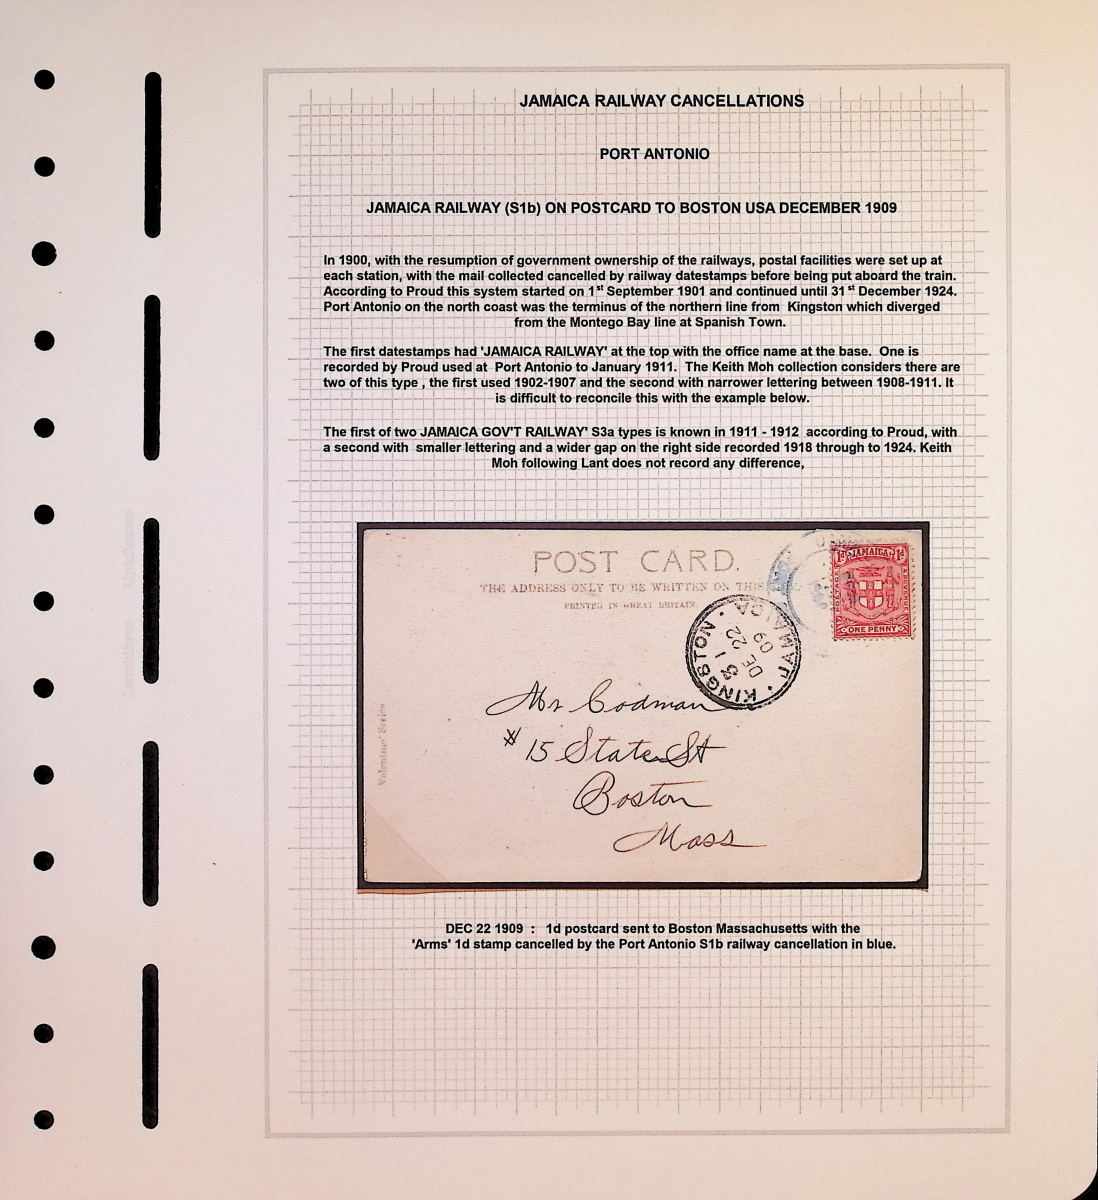 JAMAICA RAILWAY CANCELLATIONS
PORT ANTONIO
JAMAICA RAILWAY (S1b) ON POSTCARD TO BOSTON USA DECEMBER 1909
In 1900, with the resumption of government ownership of the railways, postal facilities were set up at
each station, with the mail collected cancelled by railway datestamps before being put aboard the train.
According to Proud this system started on 1st September 1901 and continued until 31st December 1924.
Port Antonio on the north coast was the terminus of the northern line from Kingston which diverged
from the Montego Bay line at Spanish Town.
The first datestamps had 'JAMAICA RAILWAY' at the top with the office name at the base. One is
recorded by Proud used at Port Antonio to January 1911. The Keith Moh collection considers there are
two of this type , the first used 1902-1907 and the second with narrower lettering between 1908-1911. It
is difficult to reconcile this with the example below.
The first of two JAMAICA GOV'T RAILWAY' S3a types is known in 1911 - 1912 according to Proud, with
a second with smaller lettering and a wider gap on the right side recorded 1918 through to 1924. Keith
Moh following Lant does not record any difference,
POST CARD.
THE ADDRESS ONLY TO BE WRITTEN ON THIS
PRINTED IN GREAT BRITAIN.
1d JAMAICA 1d
POSTAGE
REVENUE
ONE PENNY
KINGSTON · JAMAICA ·
DE 22
09
Mr Codman
# 15 State St
Boston
Mass
Valentine' Series
DEC 22 1909 : 1d postcard sent to Boston Massachusetts with the
'Arms' 1d stamp cancelled by the Port Antonio S1b railway cancellation in blue.